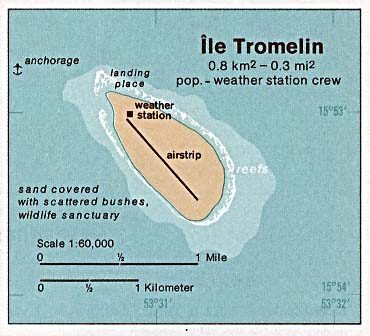 Île Tromelin
0.8 km² – 0.3 mi²
pop. - weather station crew
anchorage
landing
place
weather
station
15°53'
airstrip
reefs
sand covered
with scattered bushes,
wildlife sanctuary
Scale 1:60,000
0 ½ 1 Mile
0 ½ 1 Kilometer
15°54'
53°31' 53°32'